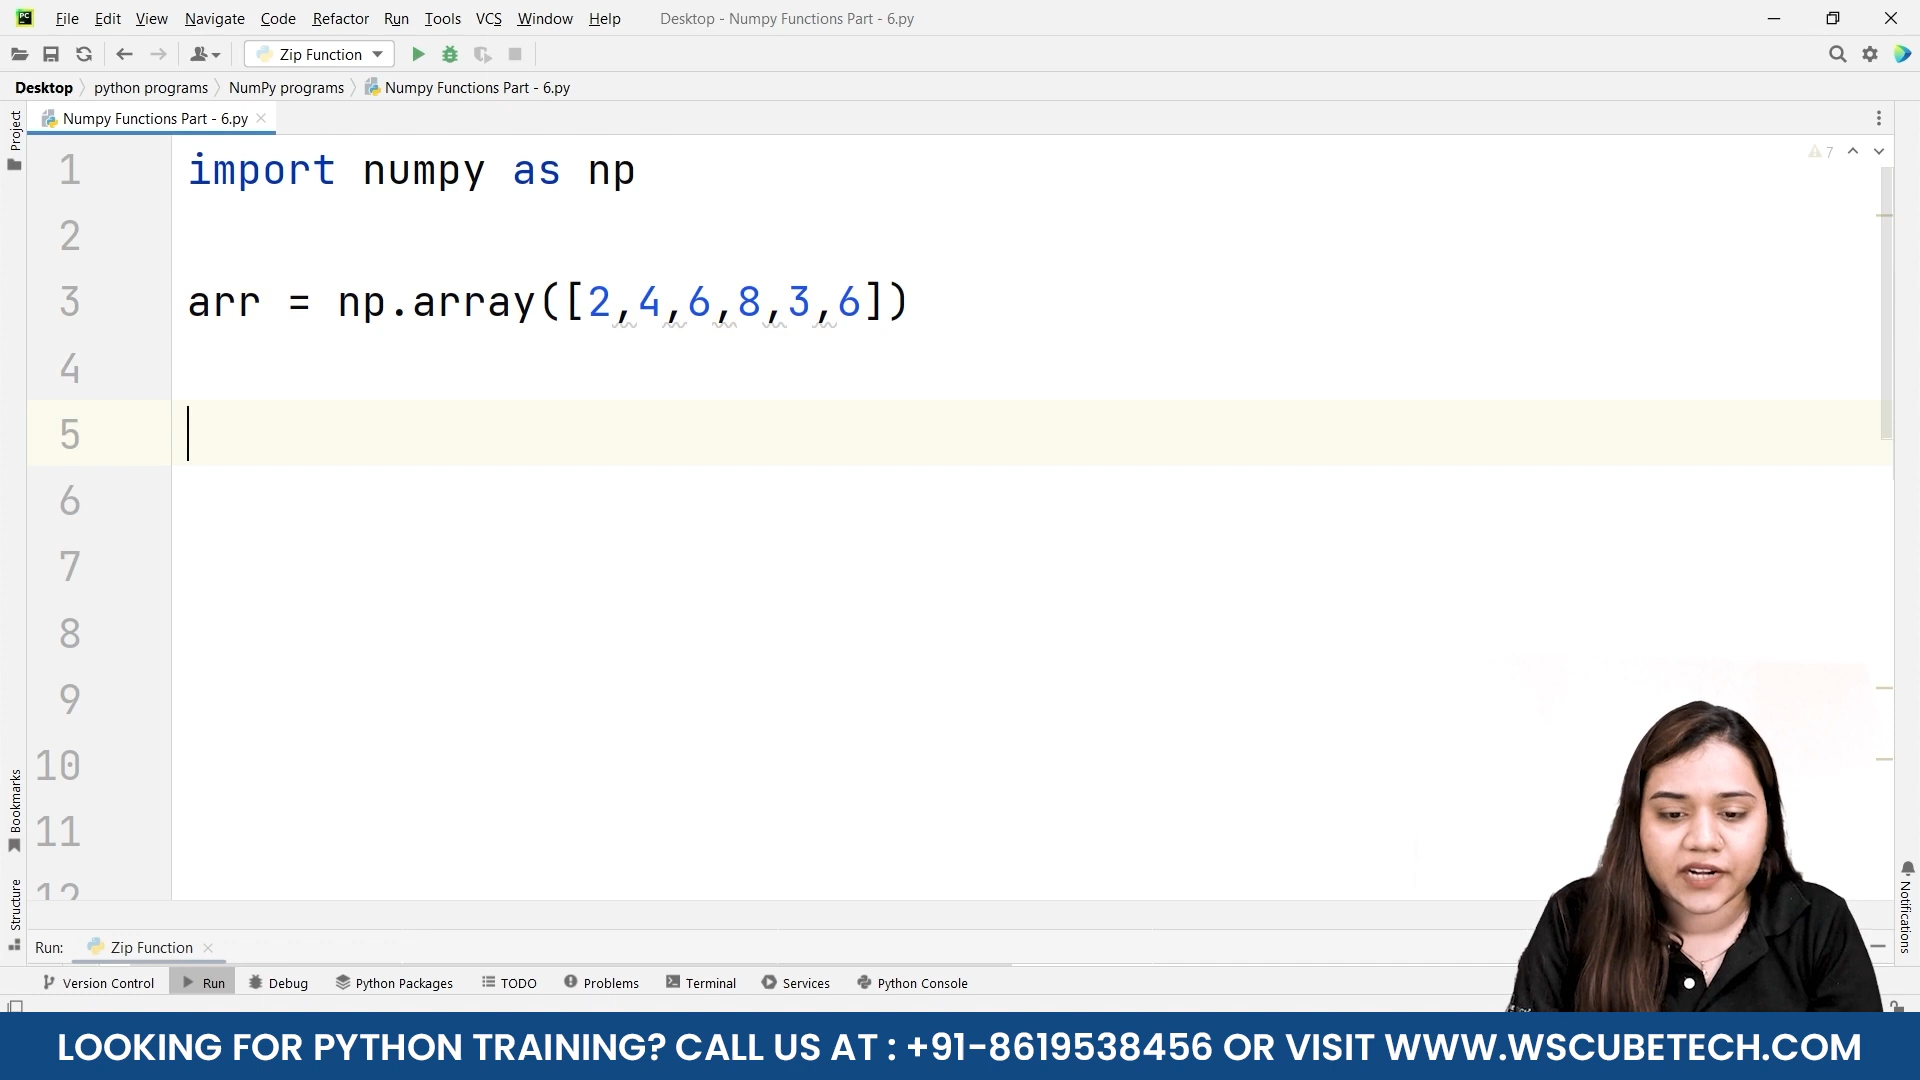 File Edit View Navigate Code Refactor Run Tools VCS Window Help Desktop - Numpy Functions Part - 6.py
Zip Function
Desktop python programs NumPy programs Numpy Functions Part - 6.py
Numpy Functions Part - 6.py
Project
7
1 import numpy as np
2
3 arr = np.array([2,4,6,8,3,6])
4
5
6
7
8
9
10
11
12
Bookmarks
Structure
Notifications
Run: Zip Function
Version Control Run Debug Python Packages TODO Problems Terminal Services Python Console
LOOKING FOR PYTHON TRAINING? CALL US AT : +91-8619538456 OR VISIT WWW.WSCUBETECH.COM